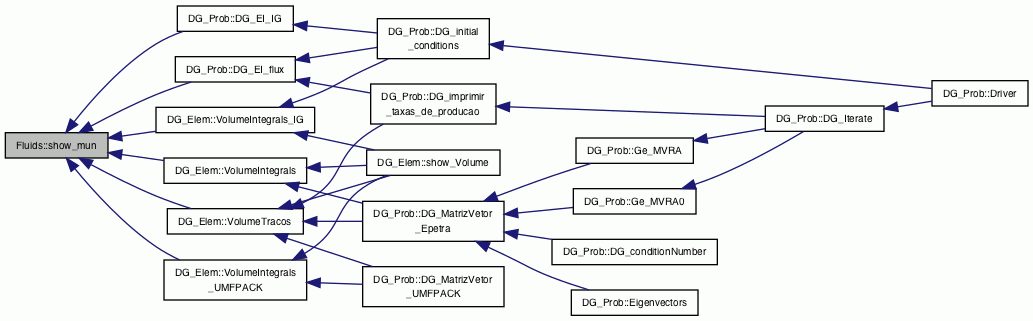 DG_Prob::DG_EI_IG
DG_Prob::DG_initial
_conditions
DG_Prob::DG_EI_flux
DG_Prob::DG_imprimir
_taxas_de_producao
DG_Prob::Driver
DG_Elem::VolumeIntegrals_IG
DG_Prob::DG_Iterate
Fluids::show_mun
DG_Prob::Ge_MVRA
DG_Elem::show_Volume
DG_Elem::VolumeIntegrals
DG_Prob::Ge_MVRA0
DG_Elem::VolumeTracos
DG_Prob::DG_MatrizVetor
_Epetra
DG_Prob::DG_conditionNumber
DG_Elem::VolumeIntegrals
_UMFPACK
DG_Prob::DG_MatrizVetor
_UMFPACK
DG_Prob::Eigenvectors